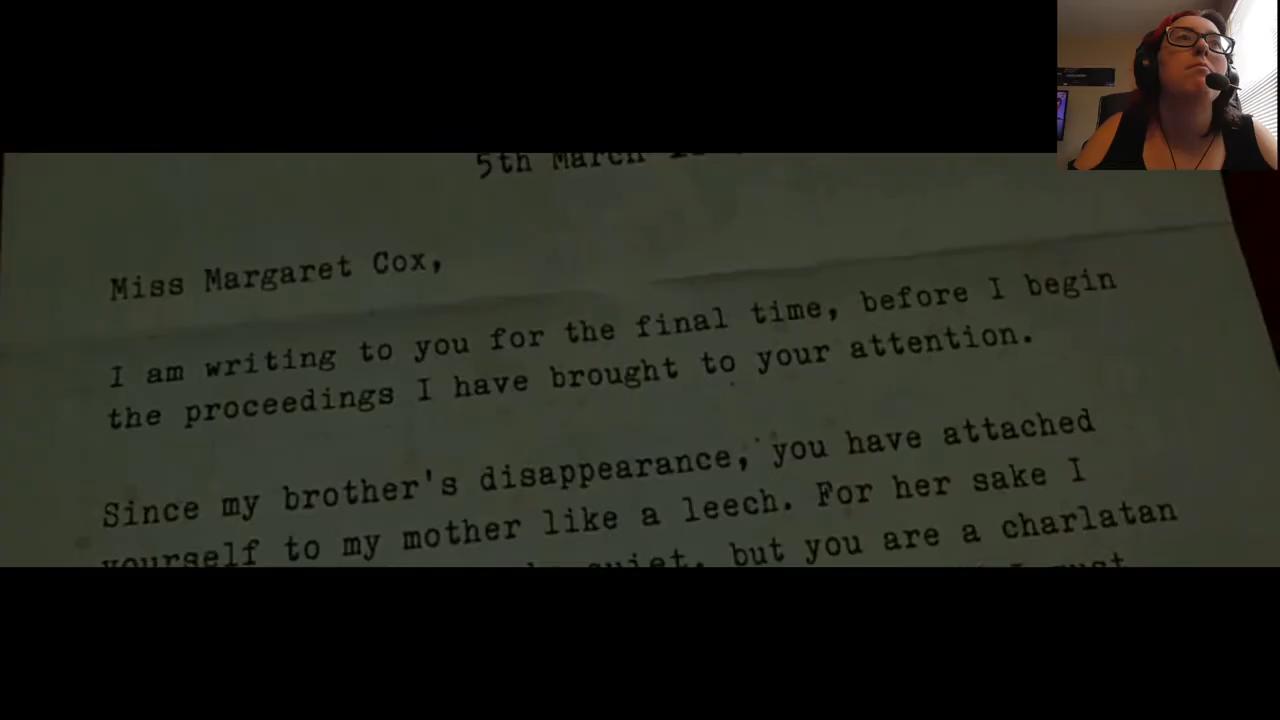 5th March
Miss Margaret Cox,
I am writing to you for the final time, before I begin
the proceedings I have brought to your attention.
Since my brother's disappearance, you have attached
yourself to my mother like a leech. For her sake I
quiet, but you are a charlatan